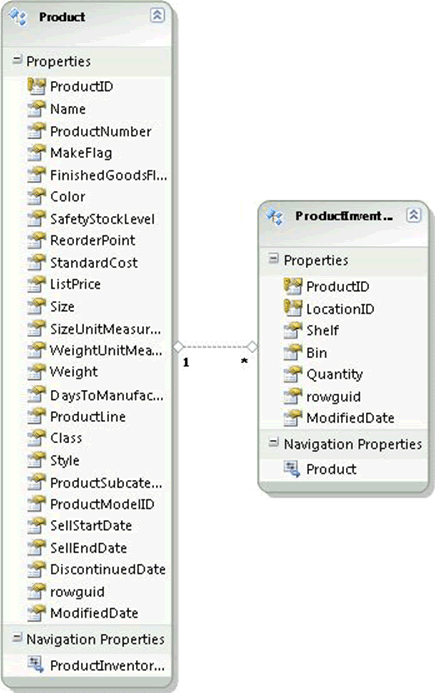 Product
Properties
ProductID
Name
ProductNumber
MakeFlag
FinishedGoodsFl...
Color
SafetyStockLevel
ReorderPoint
StandardCost
ListPrice
Size
SizeUnitMeasur...
WeightUnitMea...
Weight
DaysToManufac...
ProductLine
Class
Style
ProductSubcate...
ProductModelID
SellStartDate
SellEndDate
DiscontinuedDate
rowguid
ModifiedDate
Navigation Properties
ProductInventor...
1
*
ProductInvent...
Properties
ProductID
LocationID
Shelf
Bin
Quantity
rowguid
ModifiedDate
Navigation Properties
Product